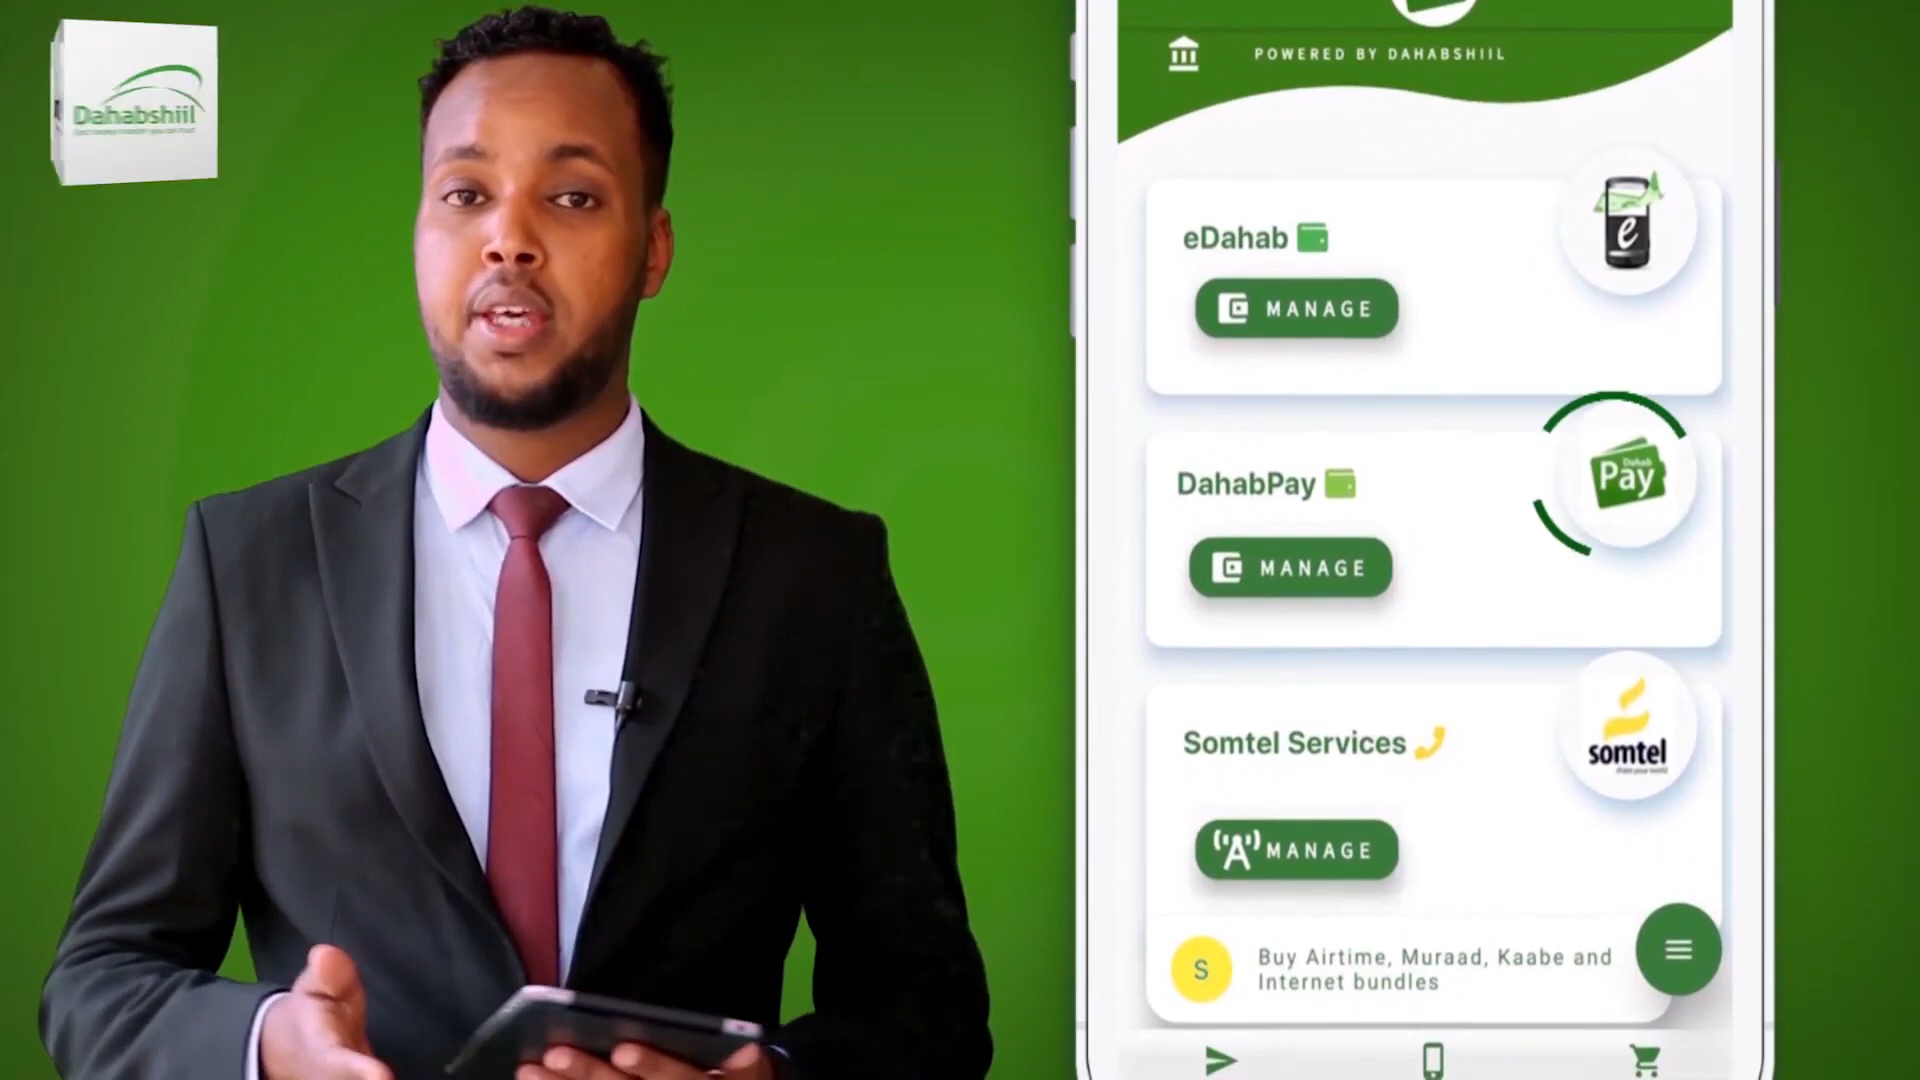 Dahabshiil
POWERED BY DAHABSHIIL
eDahab
e
MANAGE
DahabPay
Dahab
Pay
MANAGE
Somtel Services
somtel
MANAGE
S
Buy Airtime, Muraad, Kaabe and
Internet bundles